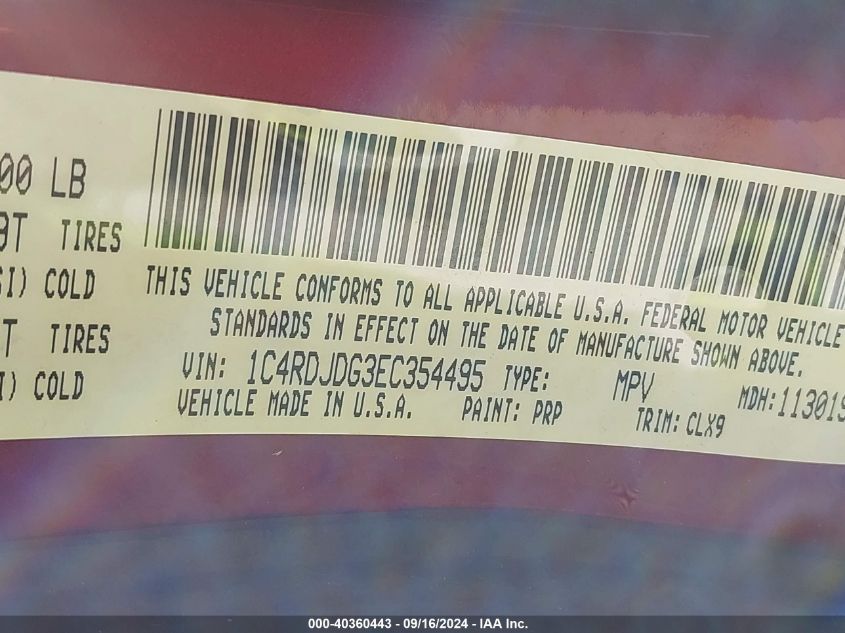 00 LB
TIRES
SI) COLD
T TIRES
I) COLD
THIS VEHICLE CONFORMS TO ALL APPLICABLE U.S.A. FEDERAL MOTOR VEHICLE
STANDARDS IN EFFECT ON THE DATE OF MANUFACTURE SHOWN ABOVE.
VIN: 1C4RDJDG3EC354495 TYPE: MPV MDH:113019
VEHICLE MADE IN U.S.A. PAINT: PRP TRIM: CLX9
000-40360443 - 09/16/2024 - IAA Inc.